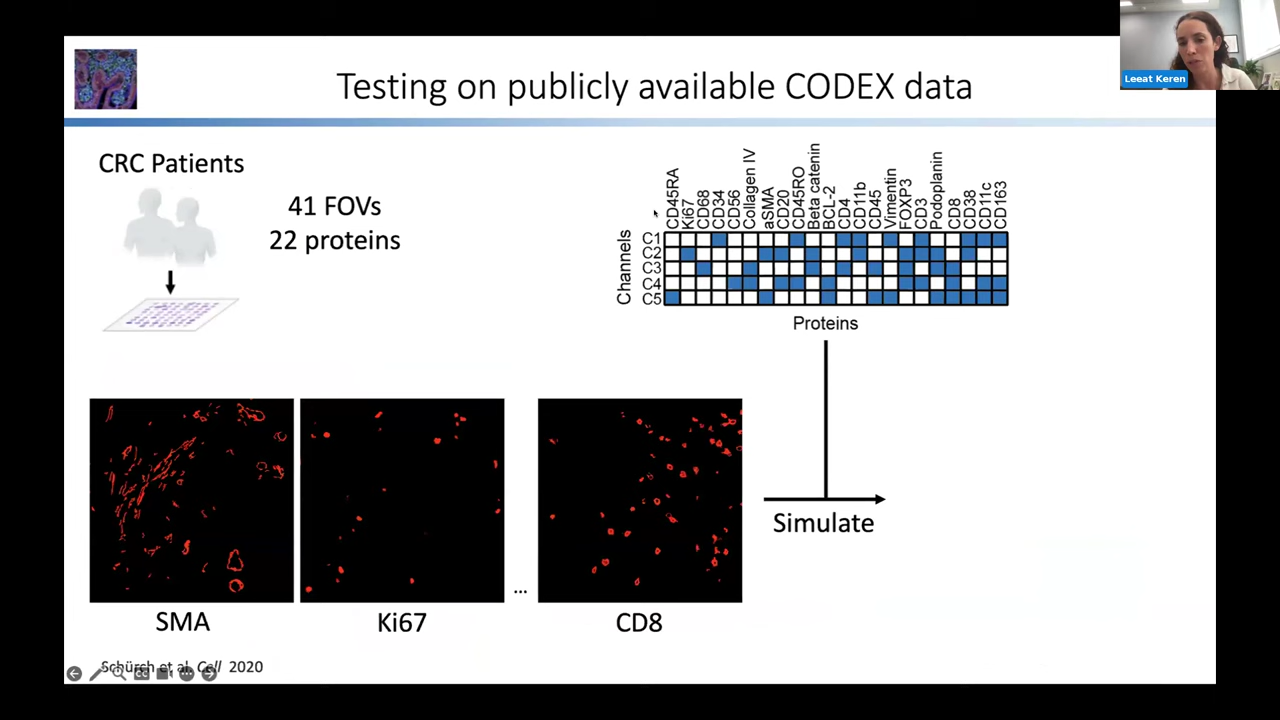 Leeat Keren
Testing on publicly available CODEX data
CRC Patients
41 FOVs
22 proteins
CD45RA
Ki67
CD68
CD34
CD56
Collagen IV
aSMA
CD20
CD45RO
Beta catenin
BCL-2
CD4
CD11b
CD45
Vimentin
FOXP3
CD3
Podoplanin
CD8
CD38
CD11c
CD163
Channels
C1
C2
C3
C4
C5
Proteins
Simulate
...
SMA
Ki67
CD8
Schürch et al. Cell 2020